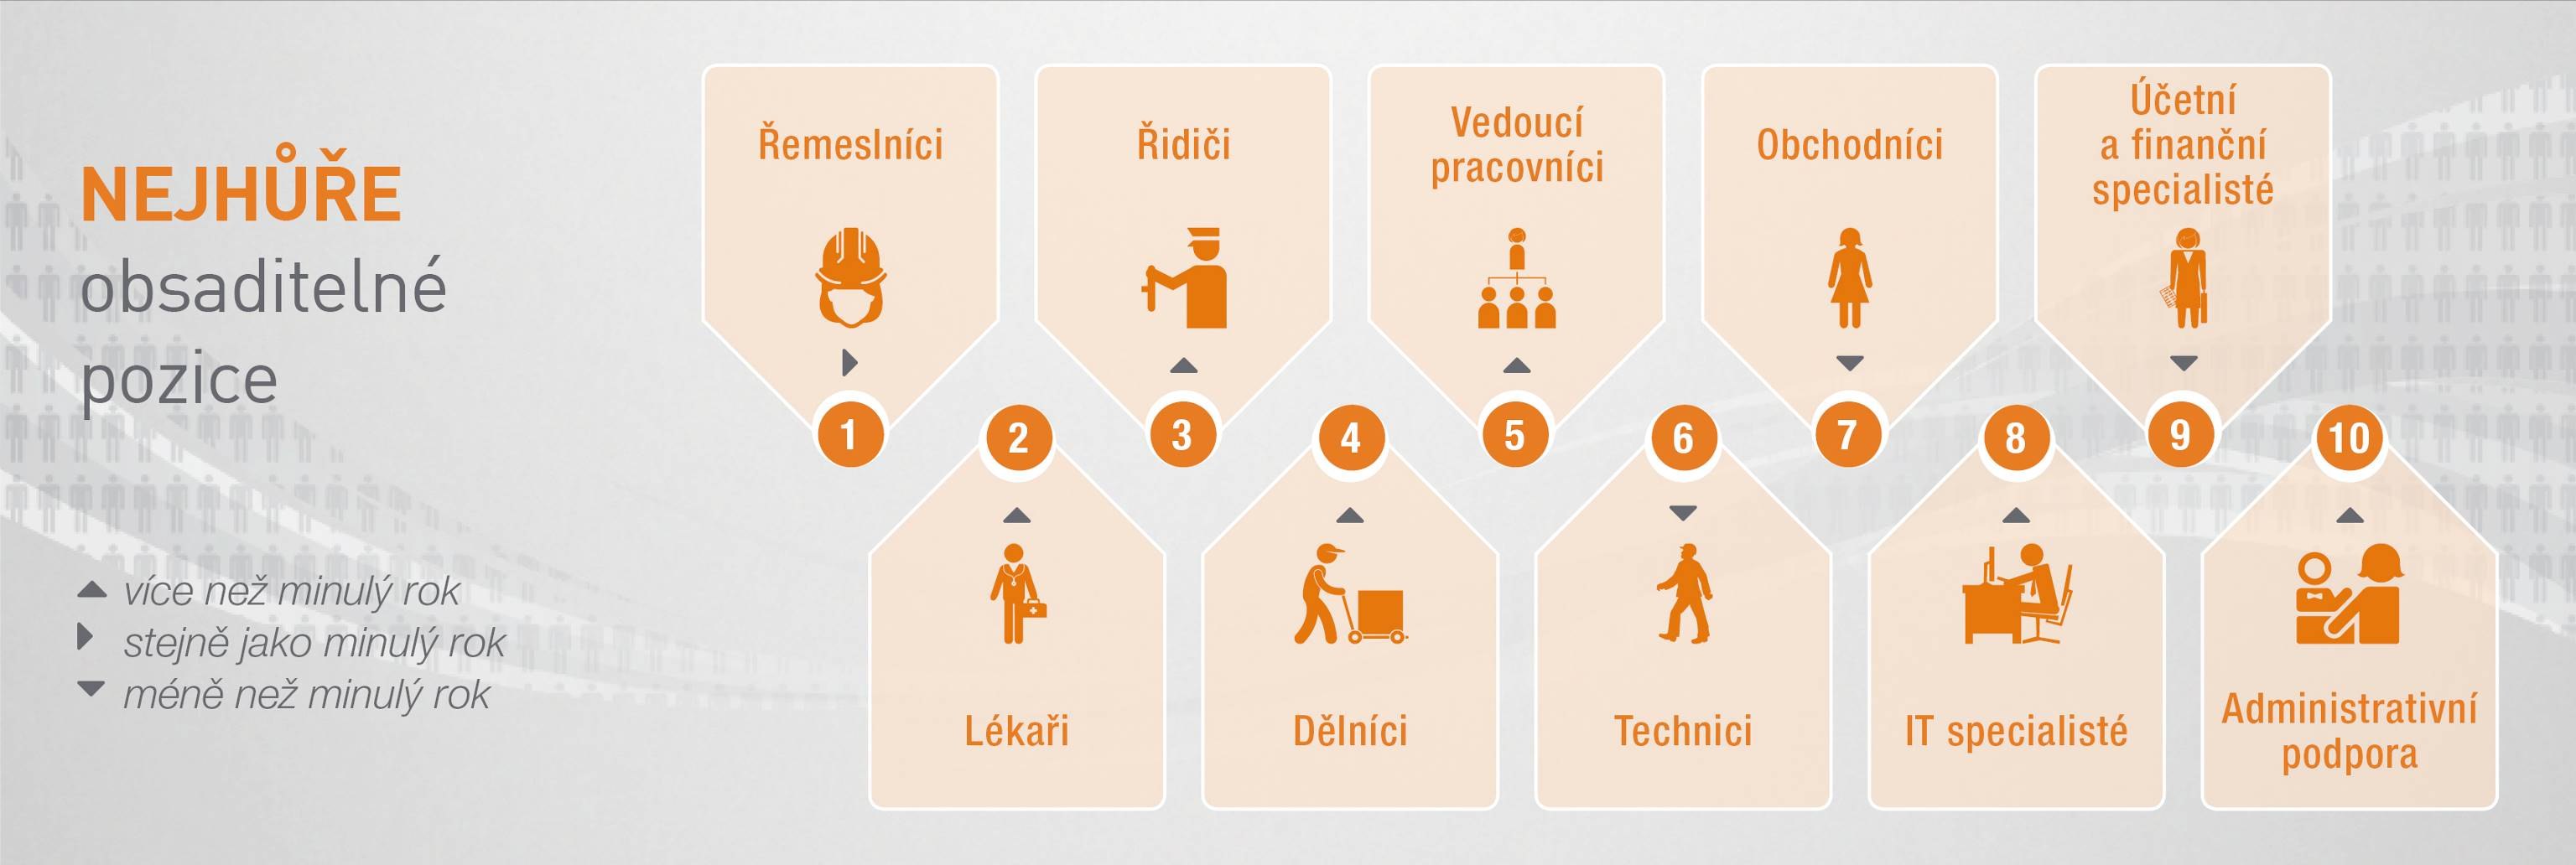 NEJHŮŘE
obsaditelné
pozice
více než minulý rok
stejně jako minulý rok
méně než minulý rok
Řemeslníci
1
2
Lékaři
Řidiči
3
4
Dělníci
Vedoucí
pracovníci
5
6
Technici
Obchodníci
7
8
IT specialisté
Účetní
a finanční
specialisté
9
10
Administrativní
podpora